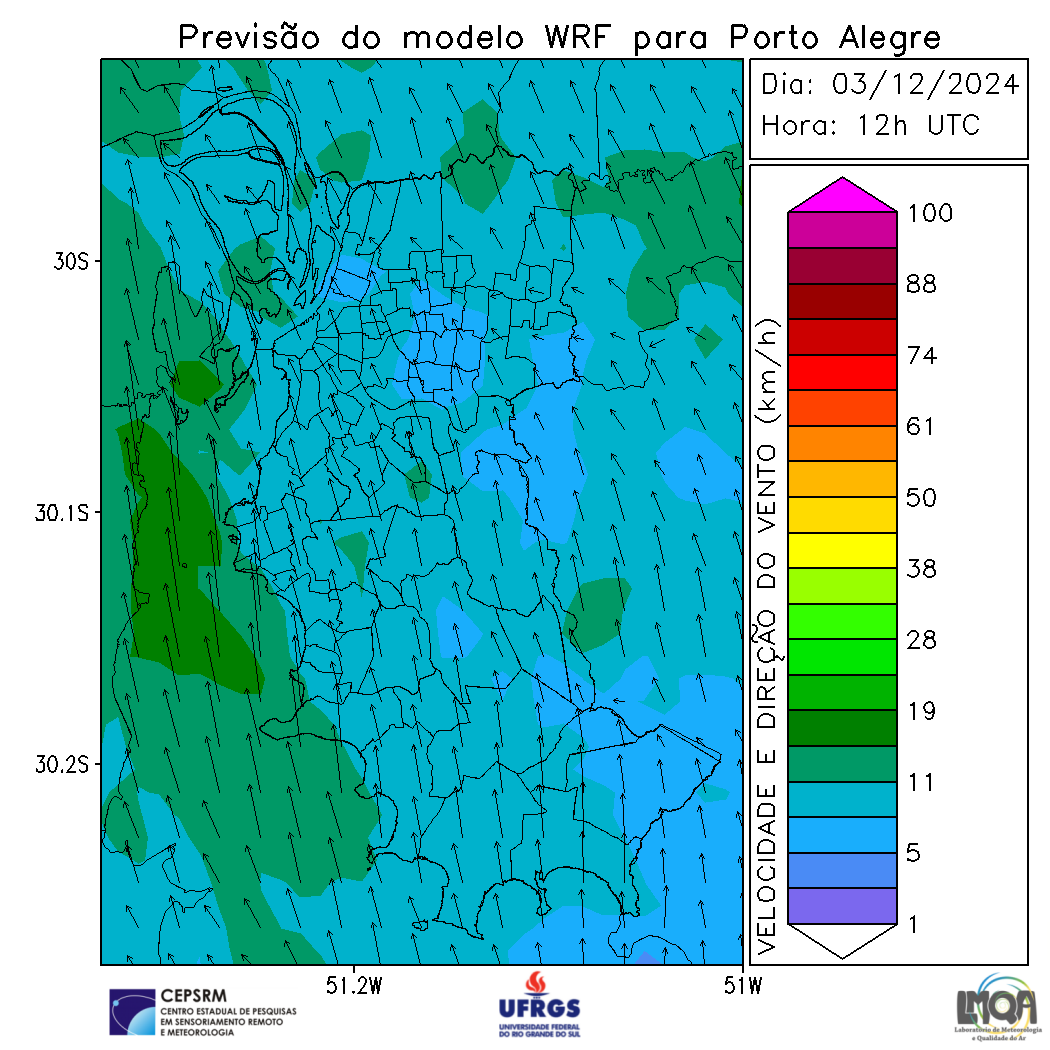 Previsão do modelo WRF para Porto Alegre
Dia: 03/12/2024
Hora: 12h UTC
30S
30.1S
30.2S
51.2W
51W
VELOCIDADE E DIREÇÃO DO VENTO (km/h)
100
88
74
61
50
38
28
19
11
5
1
CEPSRM
CENTRO ESTADUAL DE PESQUISAS
EM SENSORIAMENTO REMOTO
E METEOROLOGIA
UFRGS
UNIVERSIDADE FEDERAL
DO RIO GRANDE DO SUL
LMQA
Laboratório de Meteorologia
e Qualidade do Ar